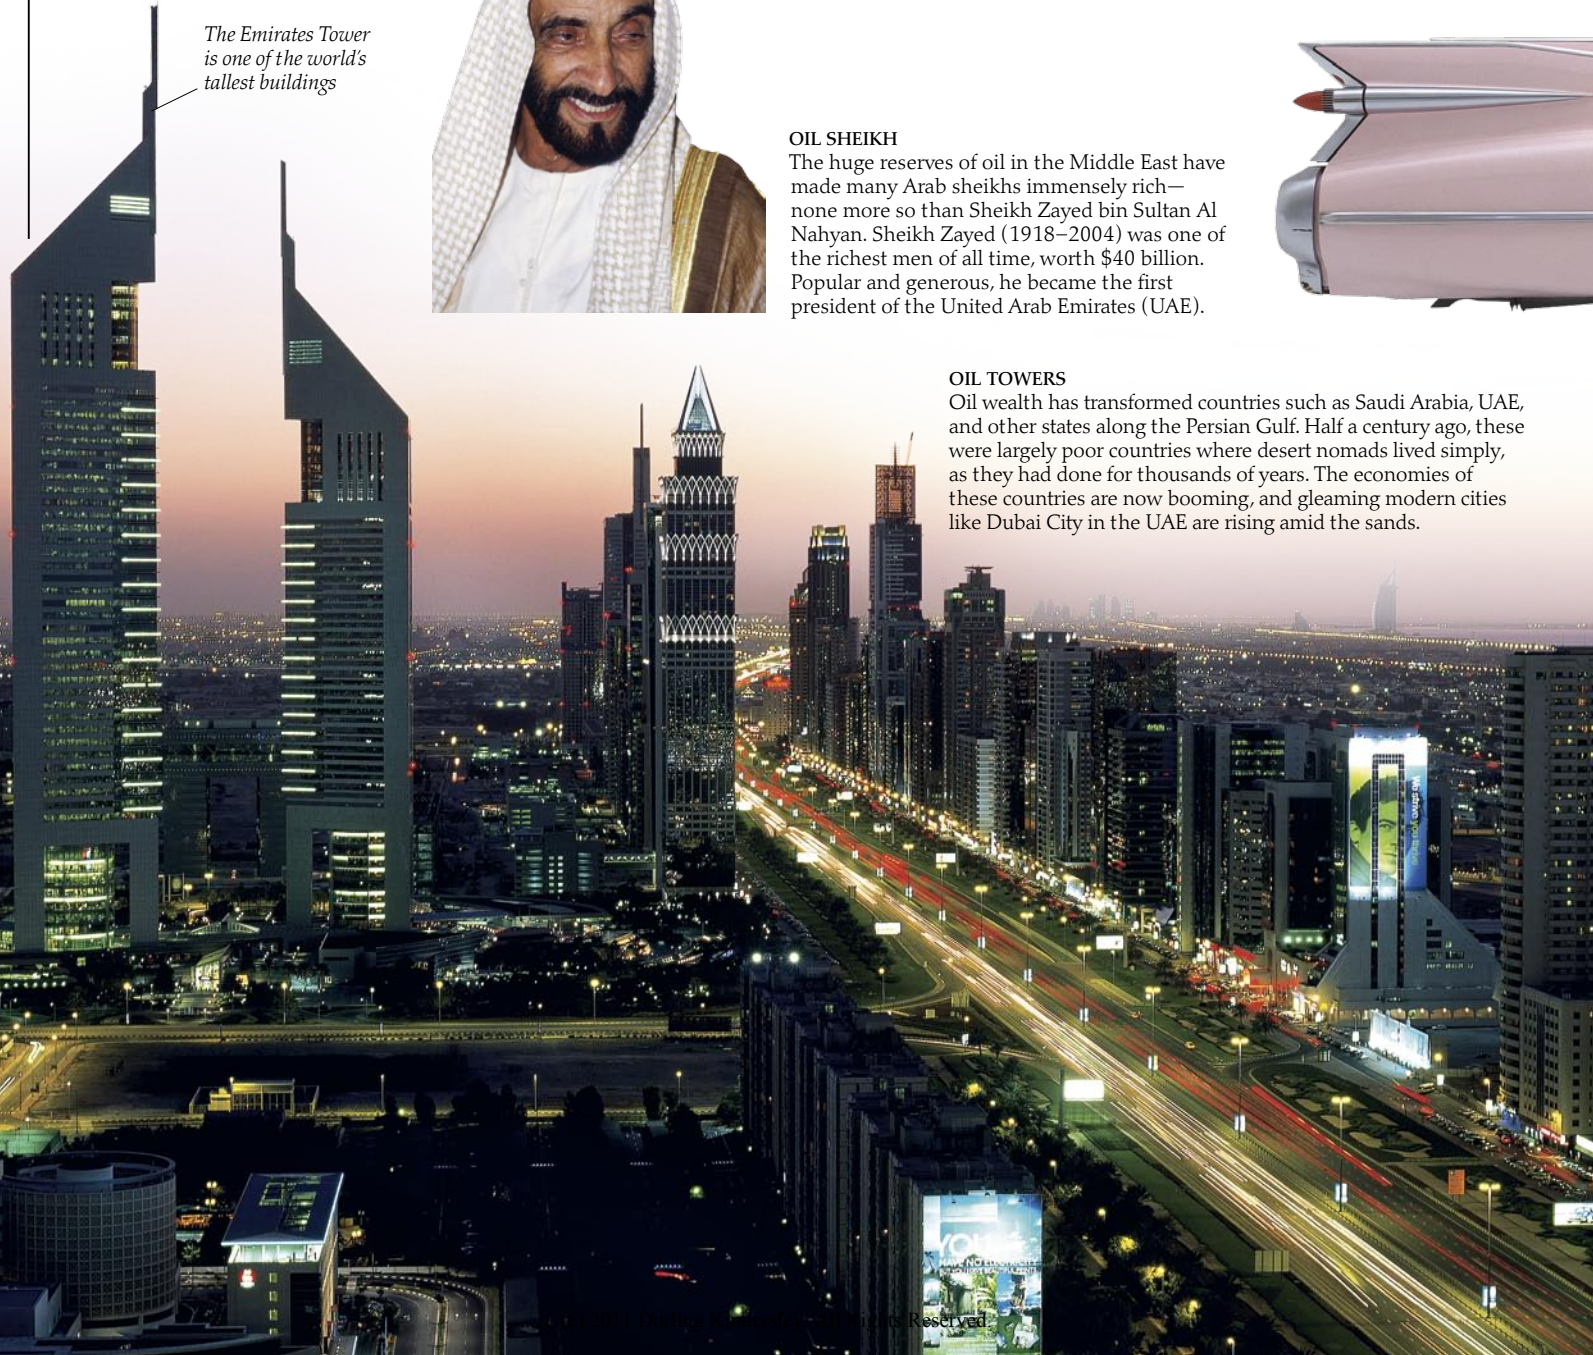 The Emirates Tower
is one of the world's
tallest buildings
OIL SHEIKH
The huge reserves of oil in the Middle East have
made many Arab sheikhs immensely rich—
none more so than Sheikh Zayed bin Sultan Al
Nahyan. Sheikh Zayed (1918–2004) was one of
the richest men of all time, worth $40 billion.
Popular and generous, he became the first
president of the United Arab Emirates (UAE).
OIL TOWERS
Oil wealth has transformed countries such as Saudi Arabia, UAE,
and other states along the Persian Gulf. Half a century ago, these
were largely poor countries where desert nomads lived simply,
as they had done for thousands of years. The economies of
these countries are now booming, and gleaming modern cities
like Dubai City in the UAE are rising amid the sands.
We strive
YOU
HAVE NO ELECTRICITY
Reserved.